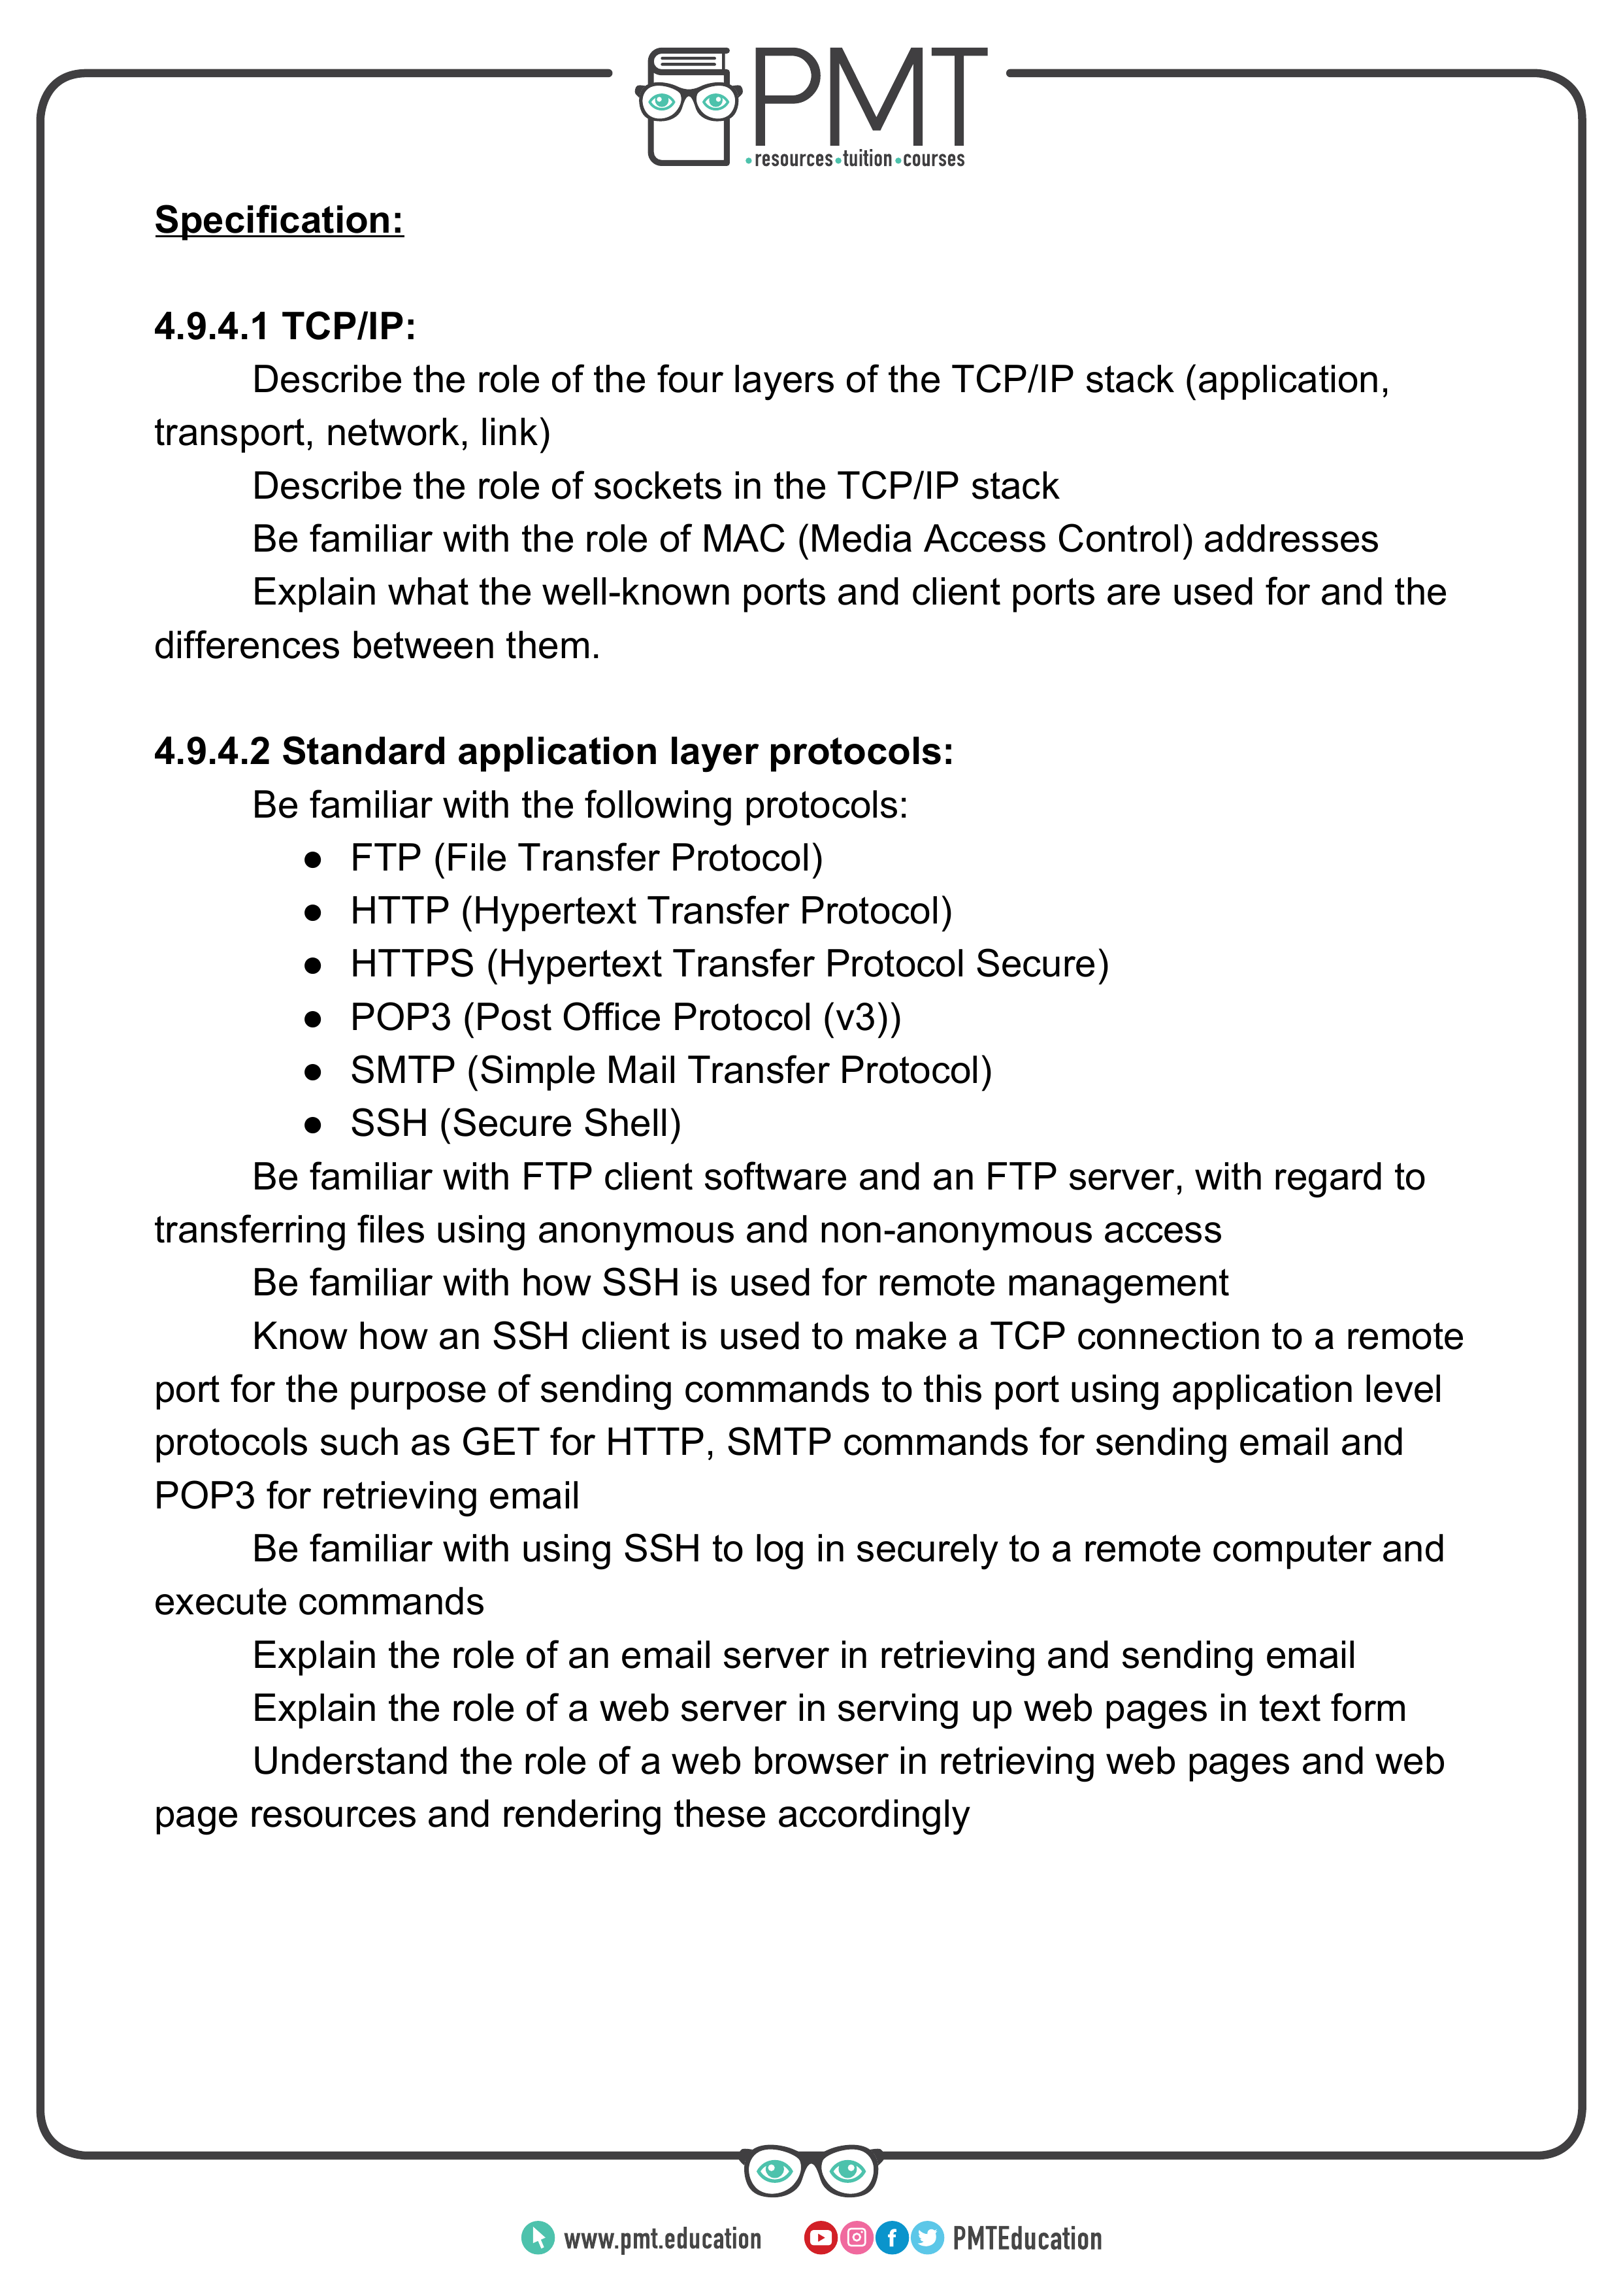 PMT
resources tuition courses
Specification:
4.9.4.1 TCP/IP:
Describe the role of the four layers of the TCP/IP stack (application,
transport, network, link)
Describe the role of sockets in the TCP/IP stack
Be familiar with the role of MAC (Media Access Control) addresses
Explain what the well-known ports and client ports are used for and the
differences between them.
4.9.4.2 Standard application layer protocols:
Be familiar with the following protocols:
● FTP (File Transfer Protocol)
● HTTP (Hypertext Transfer Protocol)
● HTTPS (Hypertext Transfer Protocol Secure)
● POP3 (Post Office Protocol (v3))
● SMTP (Simple Mail Transfer Protocol)
● SSH (Secure Shell)
Be familiar with FTP client software and an FTP server, with regard to
transferring files using anonymous and non-anonymous access
Be familiar with how SSH is used for remote management
Know how an SSH client is used to make a TCP connection to a remote
port for the purpose of sending commands to this port using application level
protocols such as GET for HTTP, SMTP commands for sending email and
POP3 for retrieving email
Be familiar with using SSH to log in securely to a remote computer and
execute commands
Explain the role of an email server in retrieving and sending email
Explain the role of a web server in serving up web pages in text form
Understand the role of a web browser in retrieving web pages and web
page resources and rendering these accordingly
www.pmt.education PMTEducation